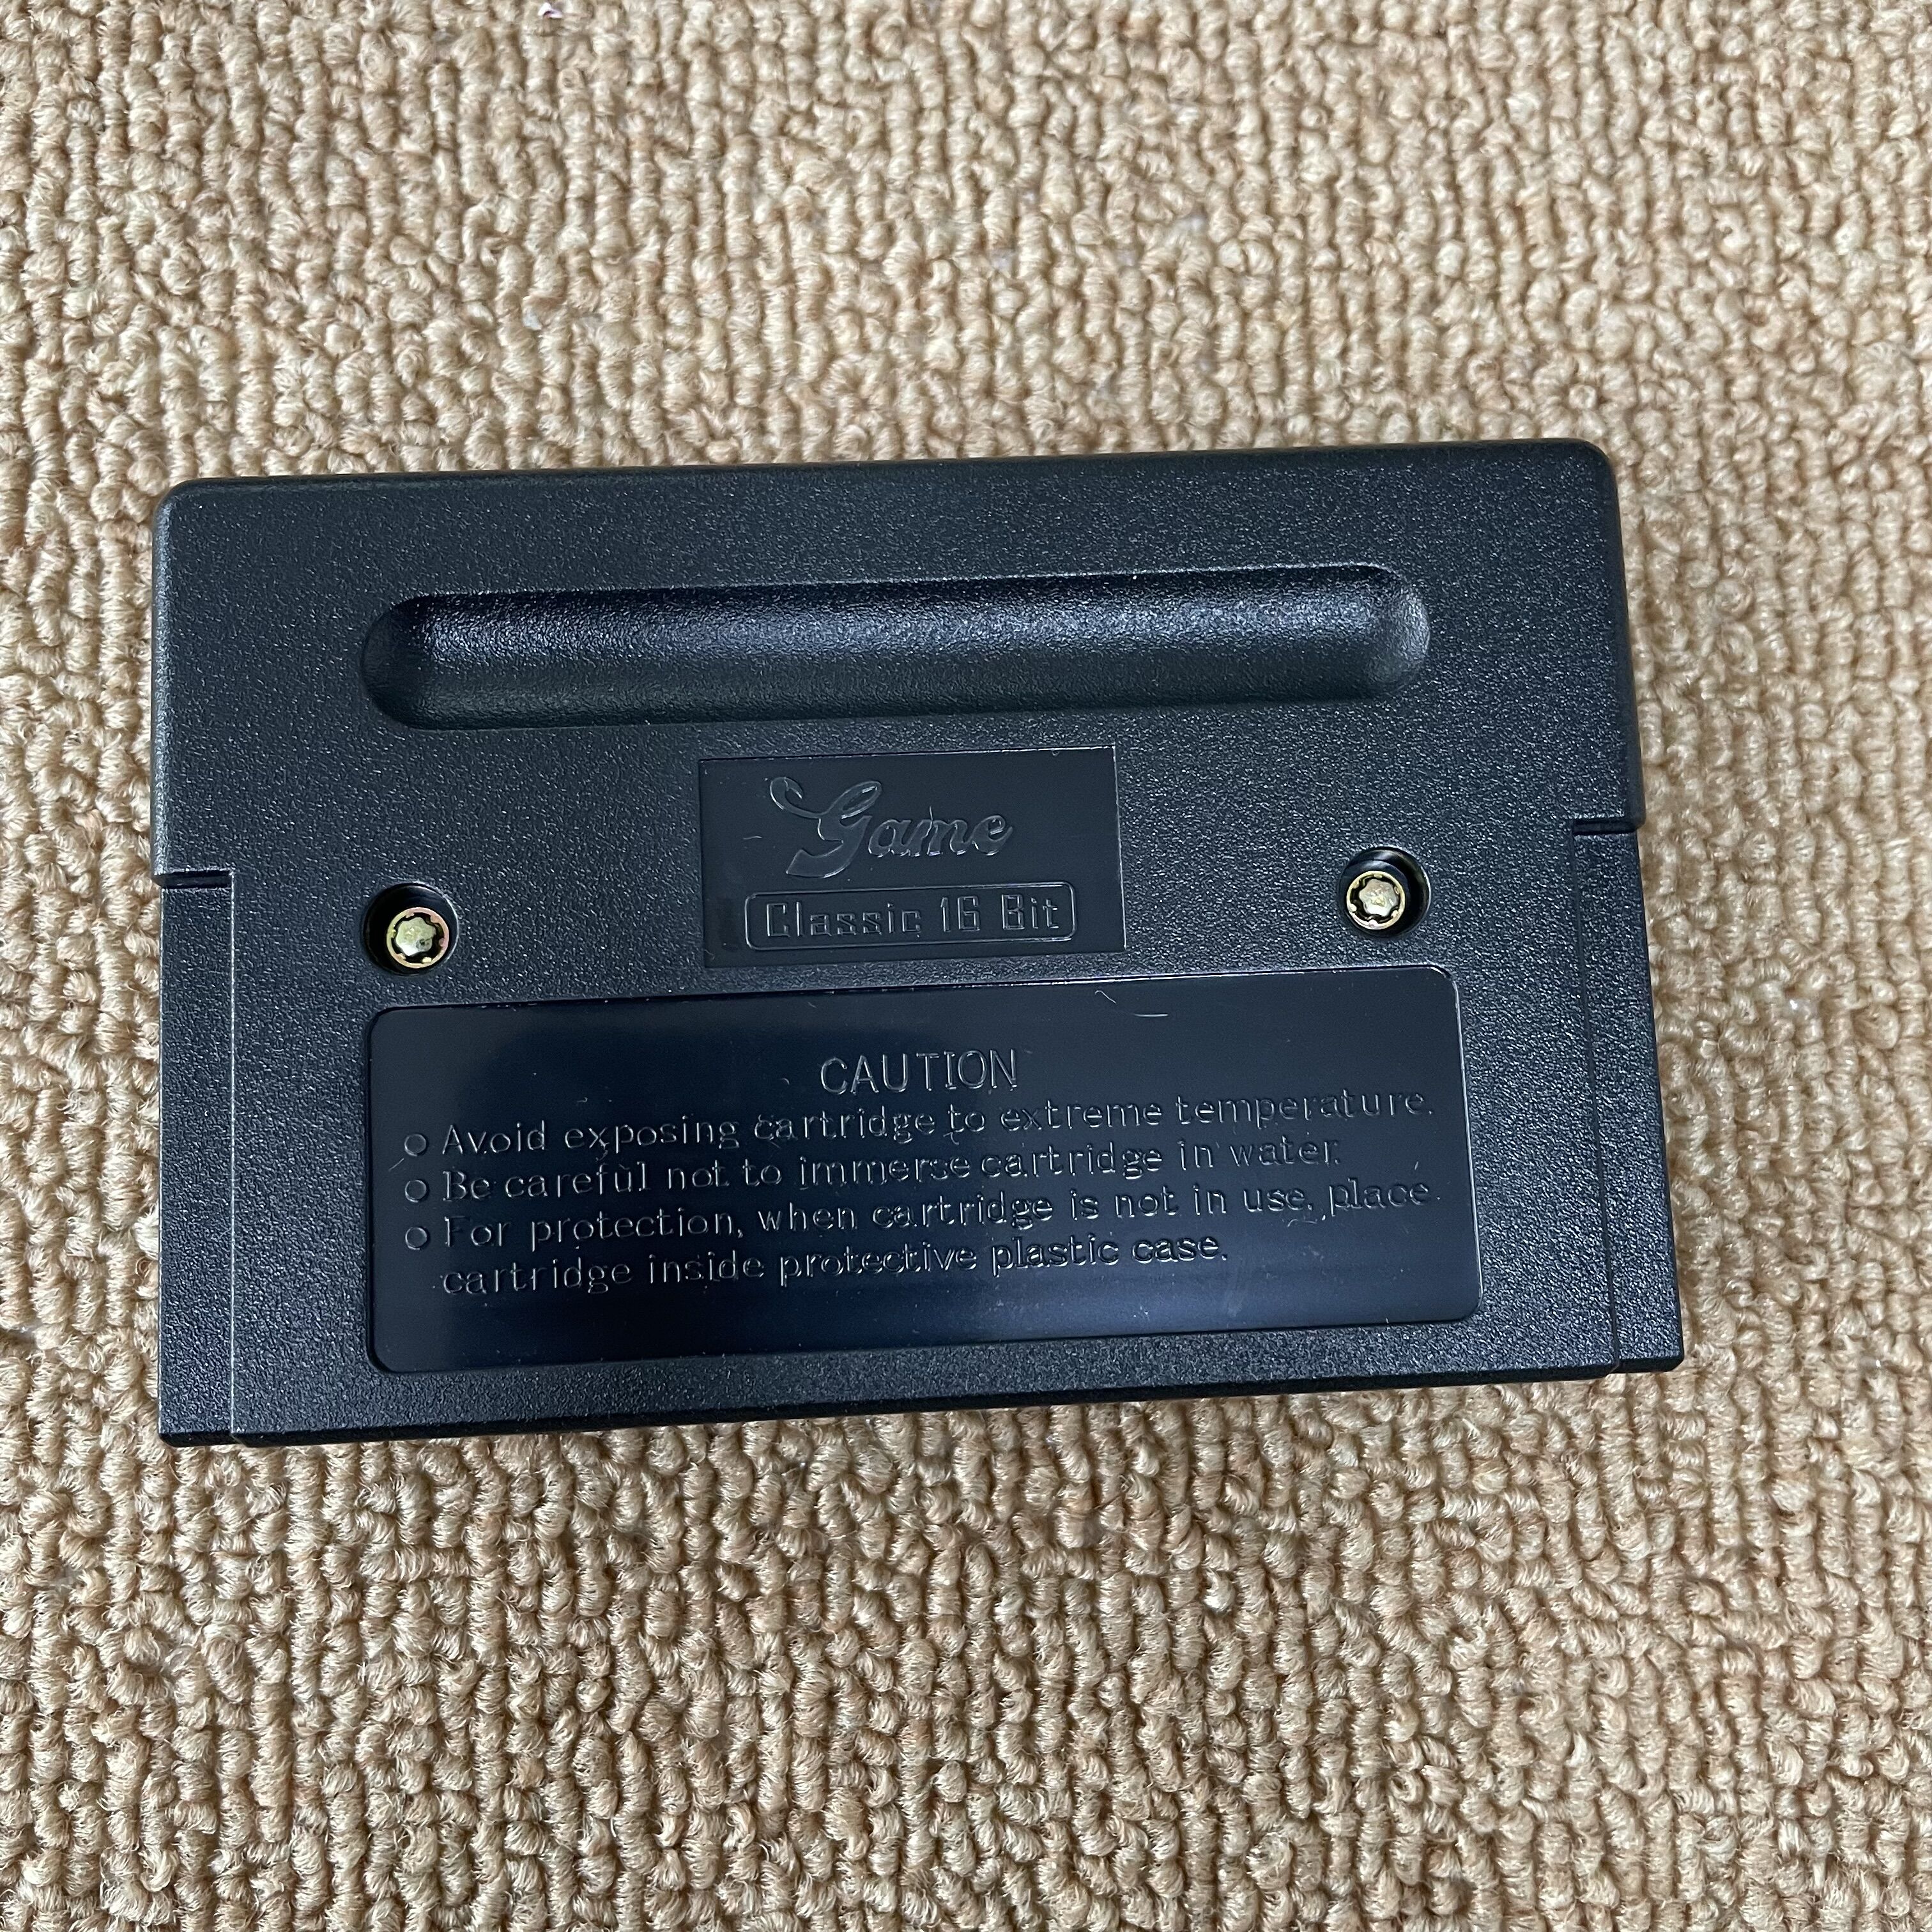 Game
Classic 16 Bit
CAUTION
○ Avoid exposing cartridge to extreme temperature.
○ Be careful not to immerse cartridge in water.
○ For protection, when cartridge is not in use, place
cartridge inside protective plastic case.